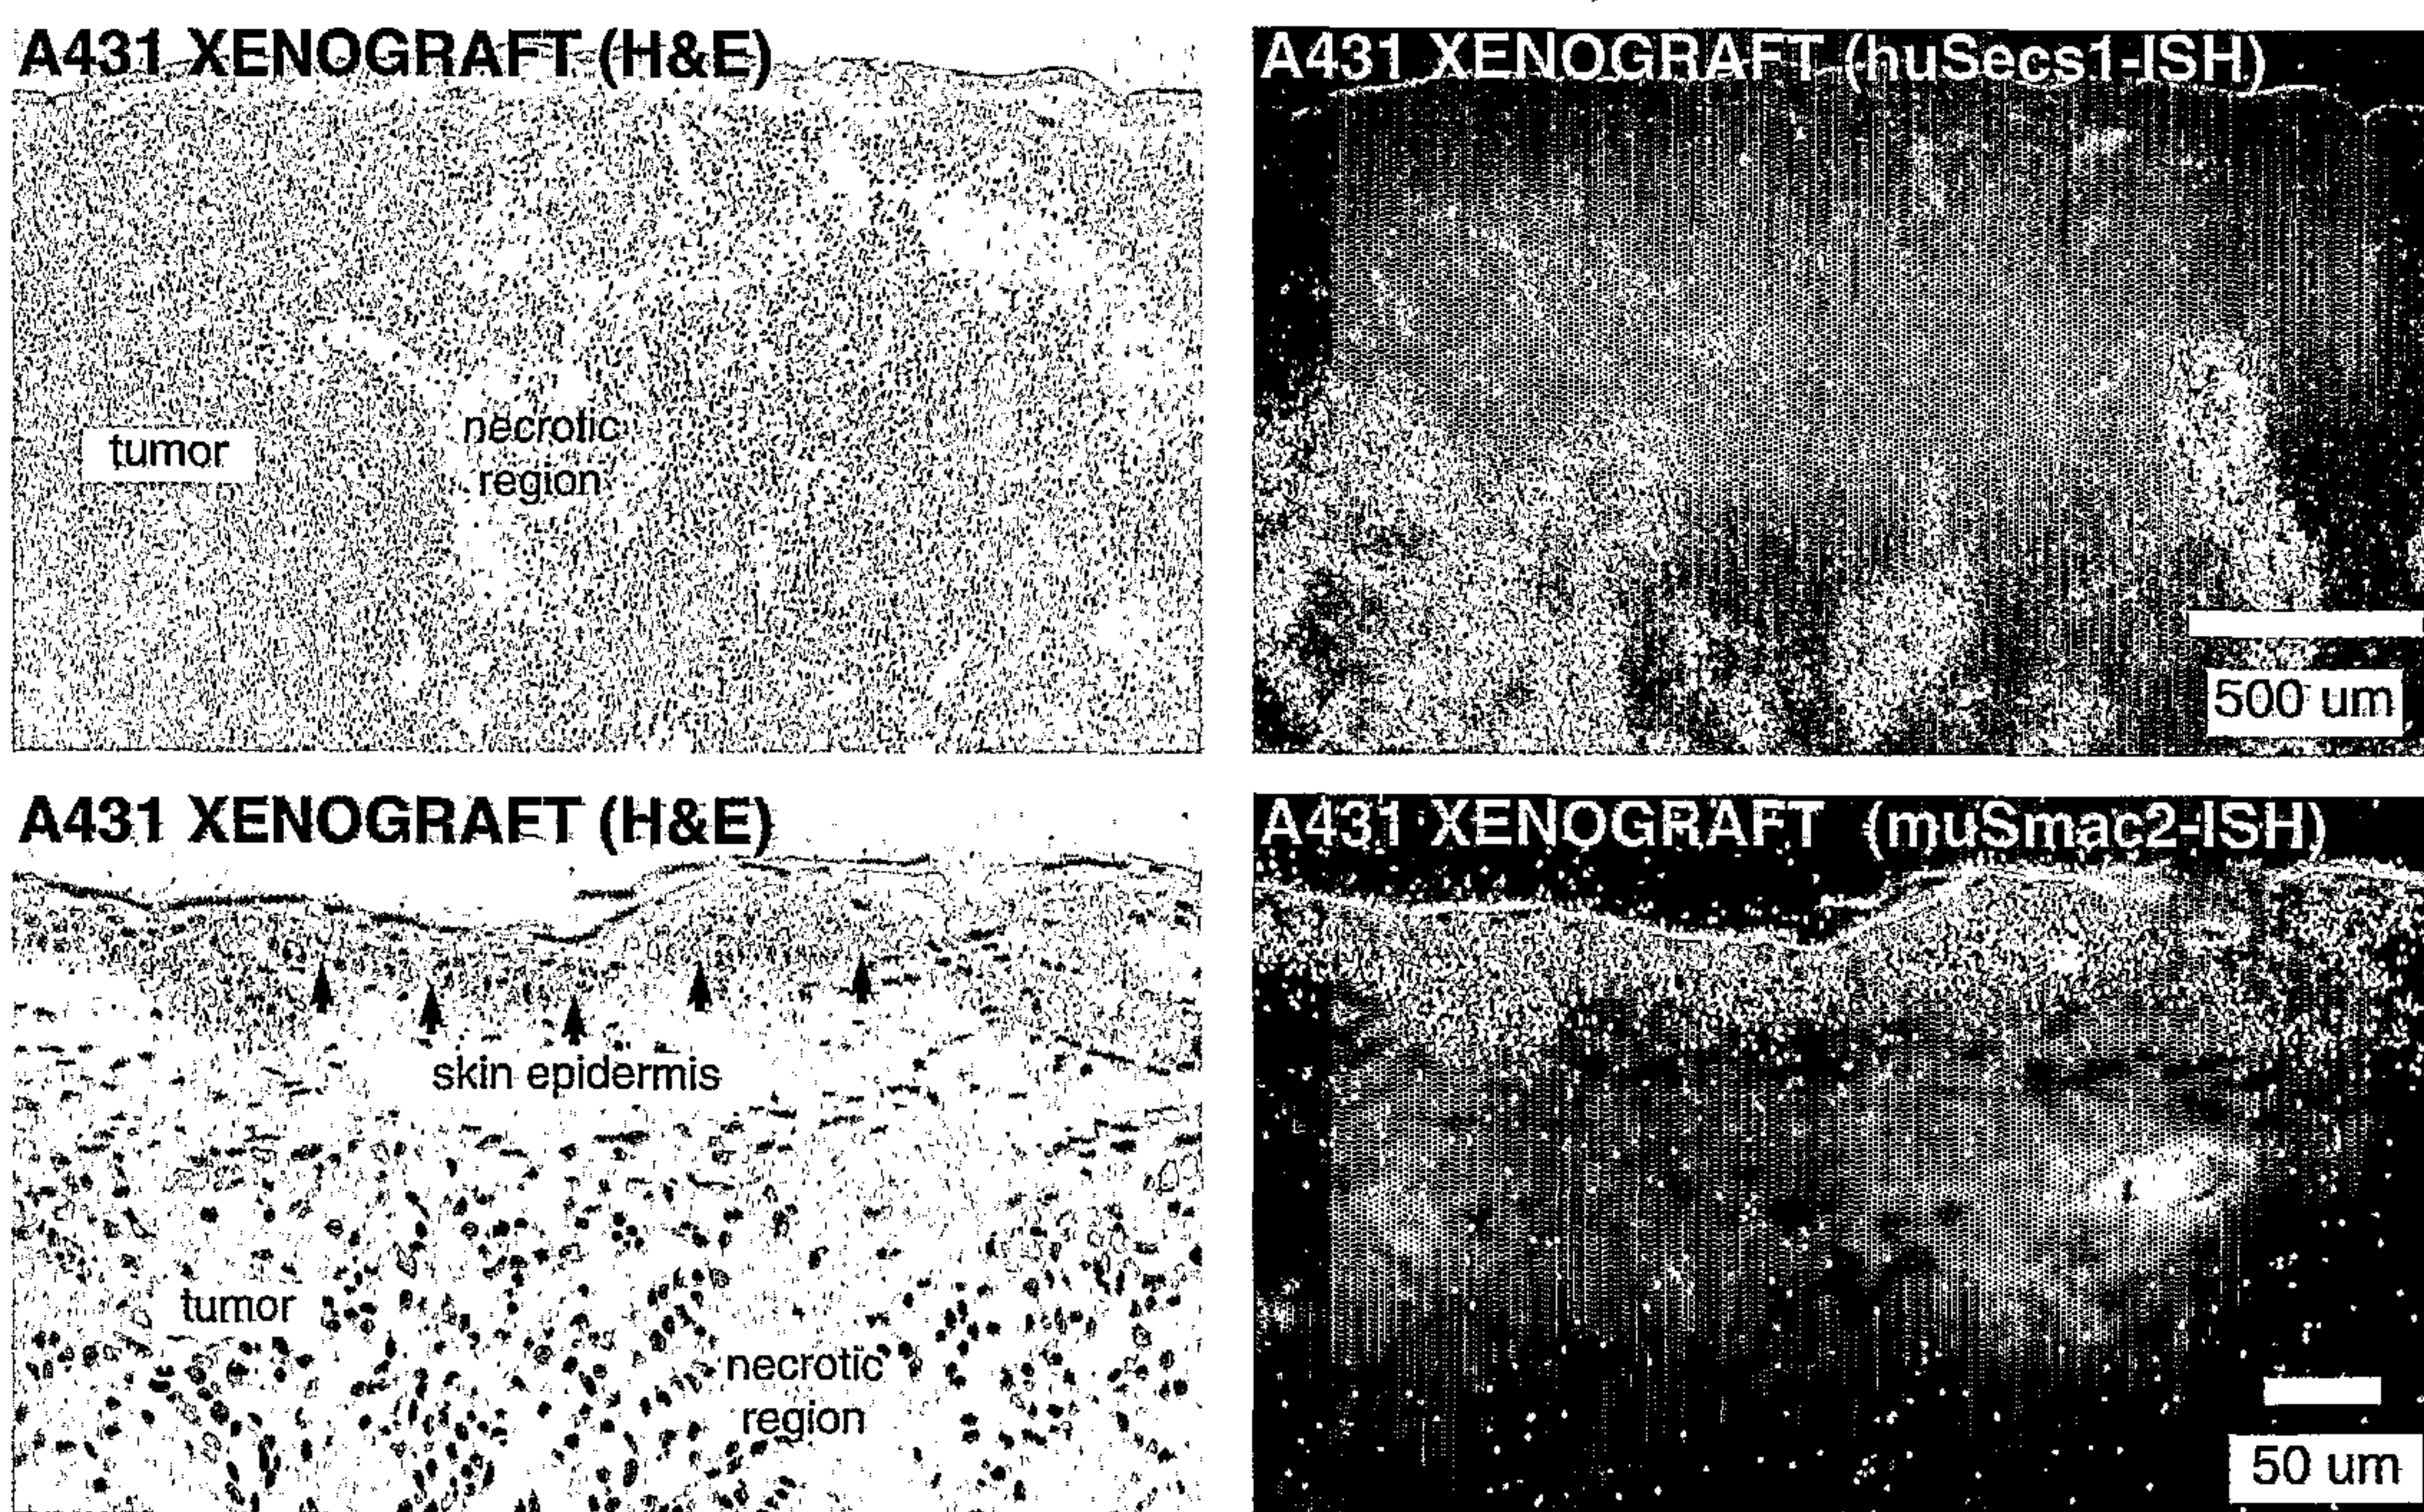 A431 XENOGRAFT (H&E)
A431 XENOGRAFT (huSecs1-ISH)
tumor
necrotic
region
500 um
A431 XENOGRAFT (H&E)
A431 XENOGRAFT (muSmac2-ISH)
skin epidermis
tumor
necrotic
region
50 um